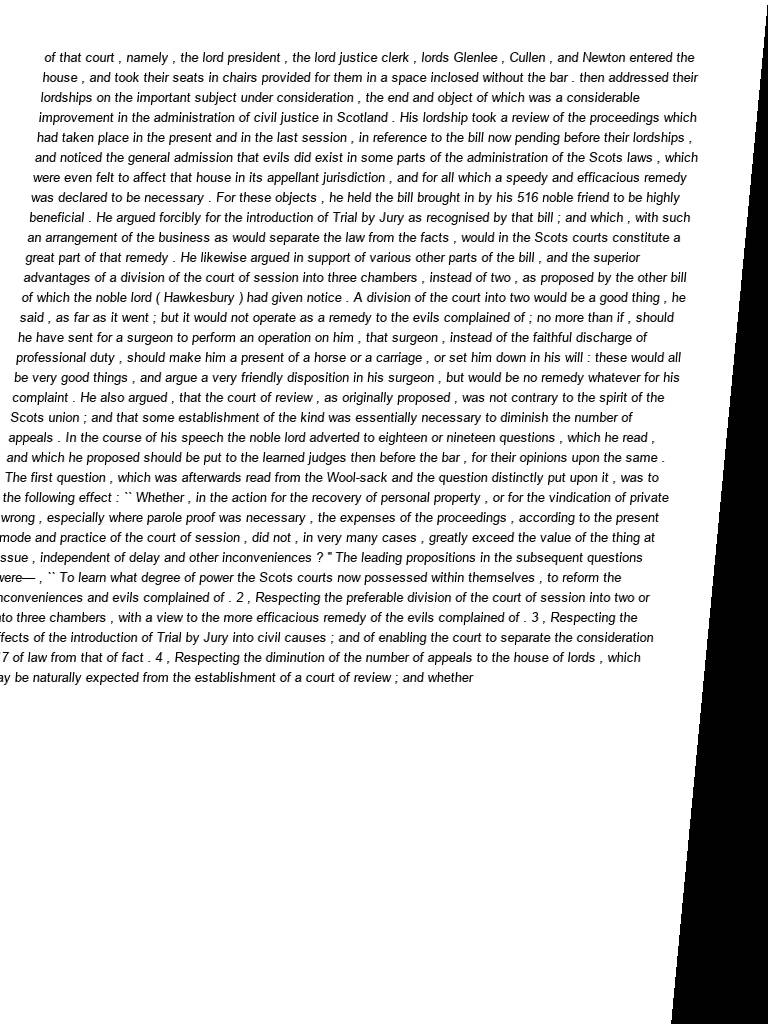 of that court , namely , the lord president , the lord justice clerk , lords Glenlee , Cullen , and Newton entered the
house , and took their seats in chairs provided for them in a space inclosed without the bar . then addressed their
lordships on the important subject under consideration , the end and object of which was a considerable
improvement in the administration of civil justice in Scotland . His lordship took a review of the proceedings which
had taken place in the present and in the last session , in reference to the bill now pending before their lordships ,
and noticed the general admission that evils did exist in some parts of the administration of the Scots laws , which
were even felt to affect that house in its appellant jurisdiction , and for all which a speedy and efficacious remedy
was declared to be necessary . For these objects , he held the bill brought in by his 516 noble friend to be highly
beneficial . He argued forcibly for the introduction of Trial by Jury as recognised by that bill ; and which , with such
an arrangement of the business as would separate the law from the facts , would in the Scots courts constitute a
great part of that remedy . He likewise argued in support of various other parts of the bill , and the superior
advantages of a division of the court of session into three chambers , instead of two , as proposed by the other bill
of which the noble lord ( Hawkesbury ) had given notice . A division of the court into two would be a good thing , he
said , as far as it went ; but it would not operate as a remedy to the evils complained of ; no more than if , should
he have sent for a surgeon to perform an operation on him , that surgeon , instead of the faithful discharge of
professional duty , should make him a present of a horse or a carriage , or set him down in his will : these would all
be very good things , and argue a very friendly disposition in his surgeon , but would be no remedy whatever for his
complaint . He also argued , that the court of review , as originally proposed , was not contrary to the spirit of the
Scots union ; and that some establishment of the kind was essentially necessary to diminish the number of
appeals . In the course of his speech the noble lord adverted to eighteen or nineteen questions , which he read ,
and which he proposed should be put to the learned judges then before the bar , for their opinions upon the same .
The first question , which was afterwards read from the Wool-sack and the question distinctly put upon it , was to
the following effect : `` Whether , in the action for the recovery of personal property , or for the vindication of private
wrong , especially where parole proof was necessary , the expenses of the proceedings , according to the present
mode and practice of the court of session , did not , in very many cases , greatly exceed the value of the thing at
ssue , independent of delay and other inconveniences ? '' The leading propositions in the subsequent questions
were— , `` To learn what degree of power the Scots courts now possessed within themselves , to reform the
nconveniences and evils complained of . 2 , Respecting the preferable division of the court of session into two or
to three chambers , with a view to the more efficacious remedy of the evils complained of . 3 , Respecting the
ffects of the introduction of Trial by Jury into civil causes ; and of enabling the court to separate the consideration
7 of law from that of fact . 4 , Respecting the diminution of the number of appeals to the house of lords , which
ay be naturally expected from the establishment of a court of review ; and whether